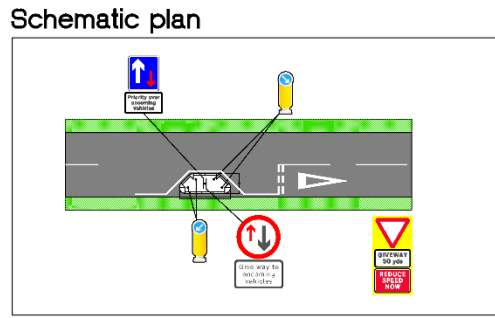 Schematic plan
Priority over
oncoming
vehicles
Give way to
oncoming
vehicles
GIVEWAY
50 yds
REDUCE
SPEED
NOW